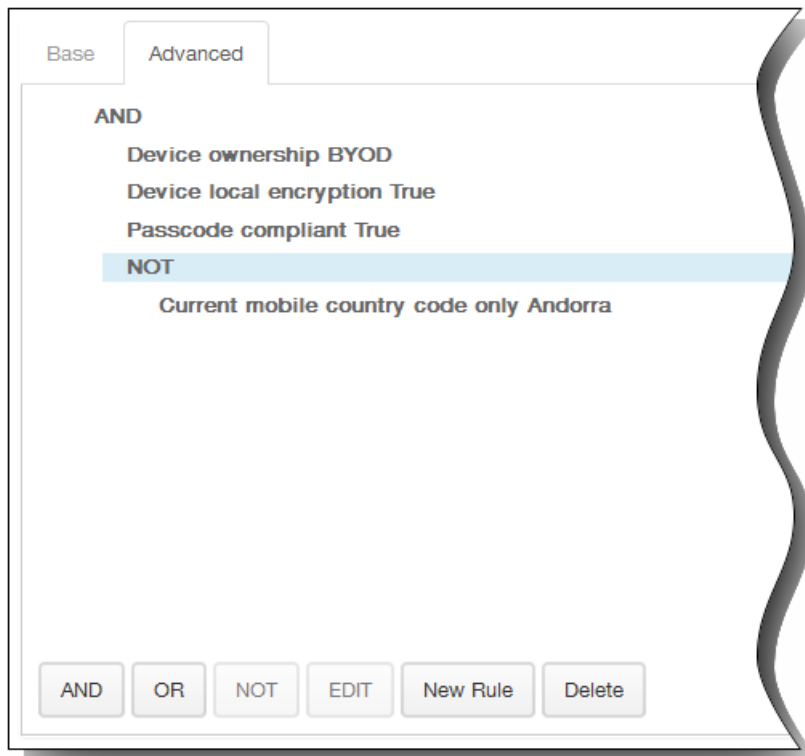 Base Advanced
AND
Device ownership BYOD
Device local encryption True
Passcode compliant True
NOT
Current mobile country code only Andorra
AND OR NOT EDIT New Rule Delete